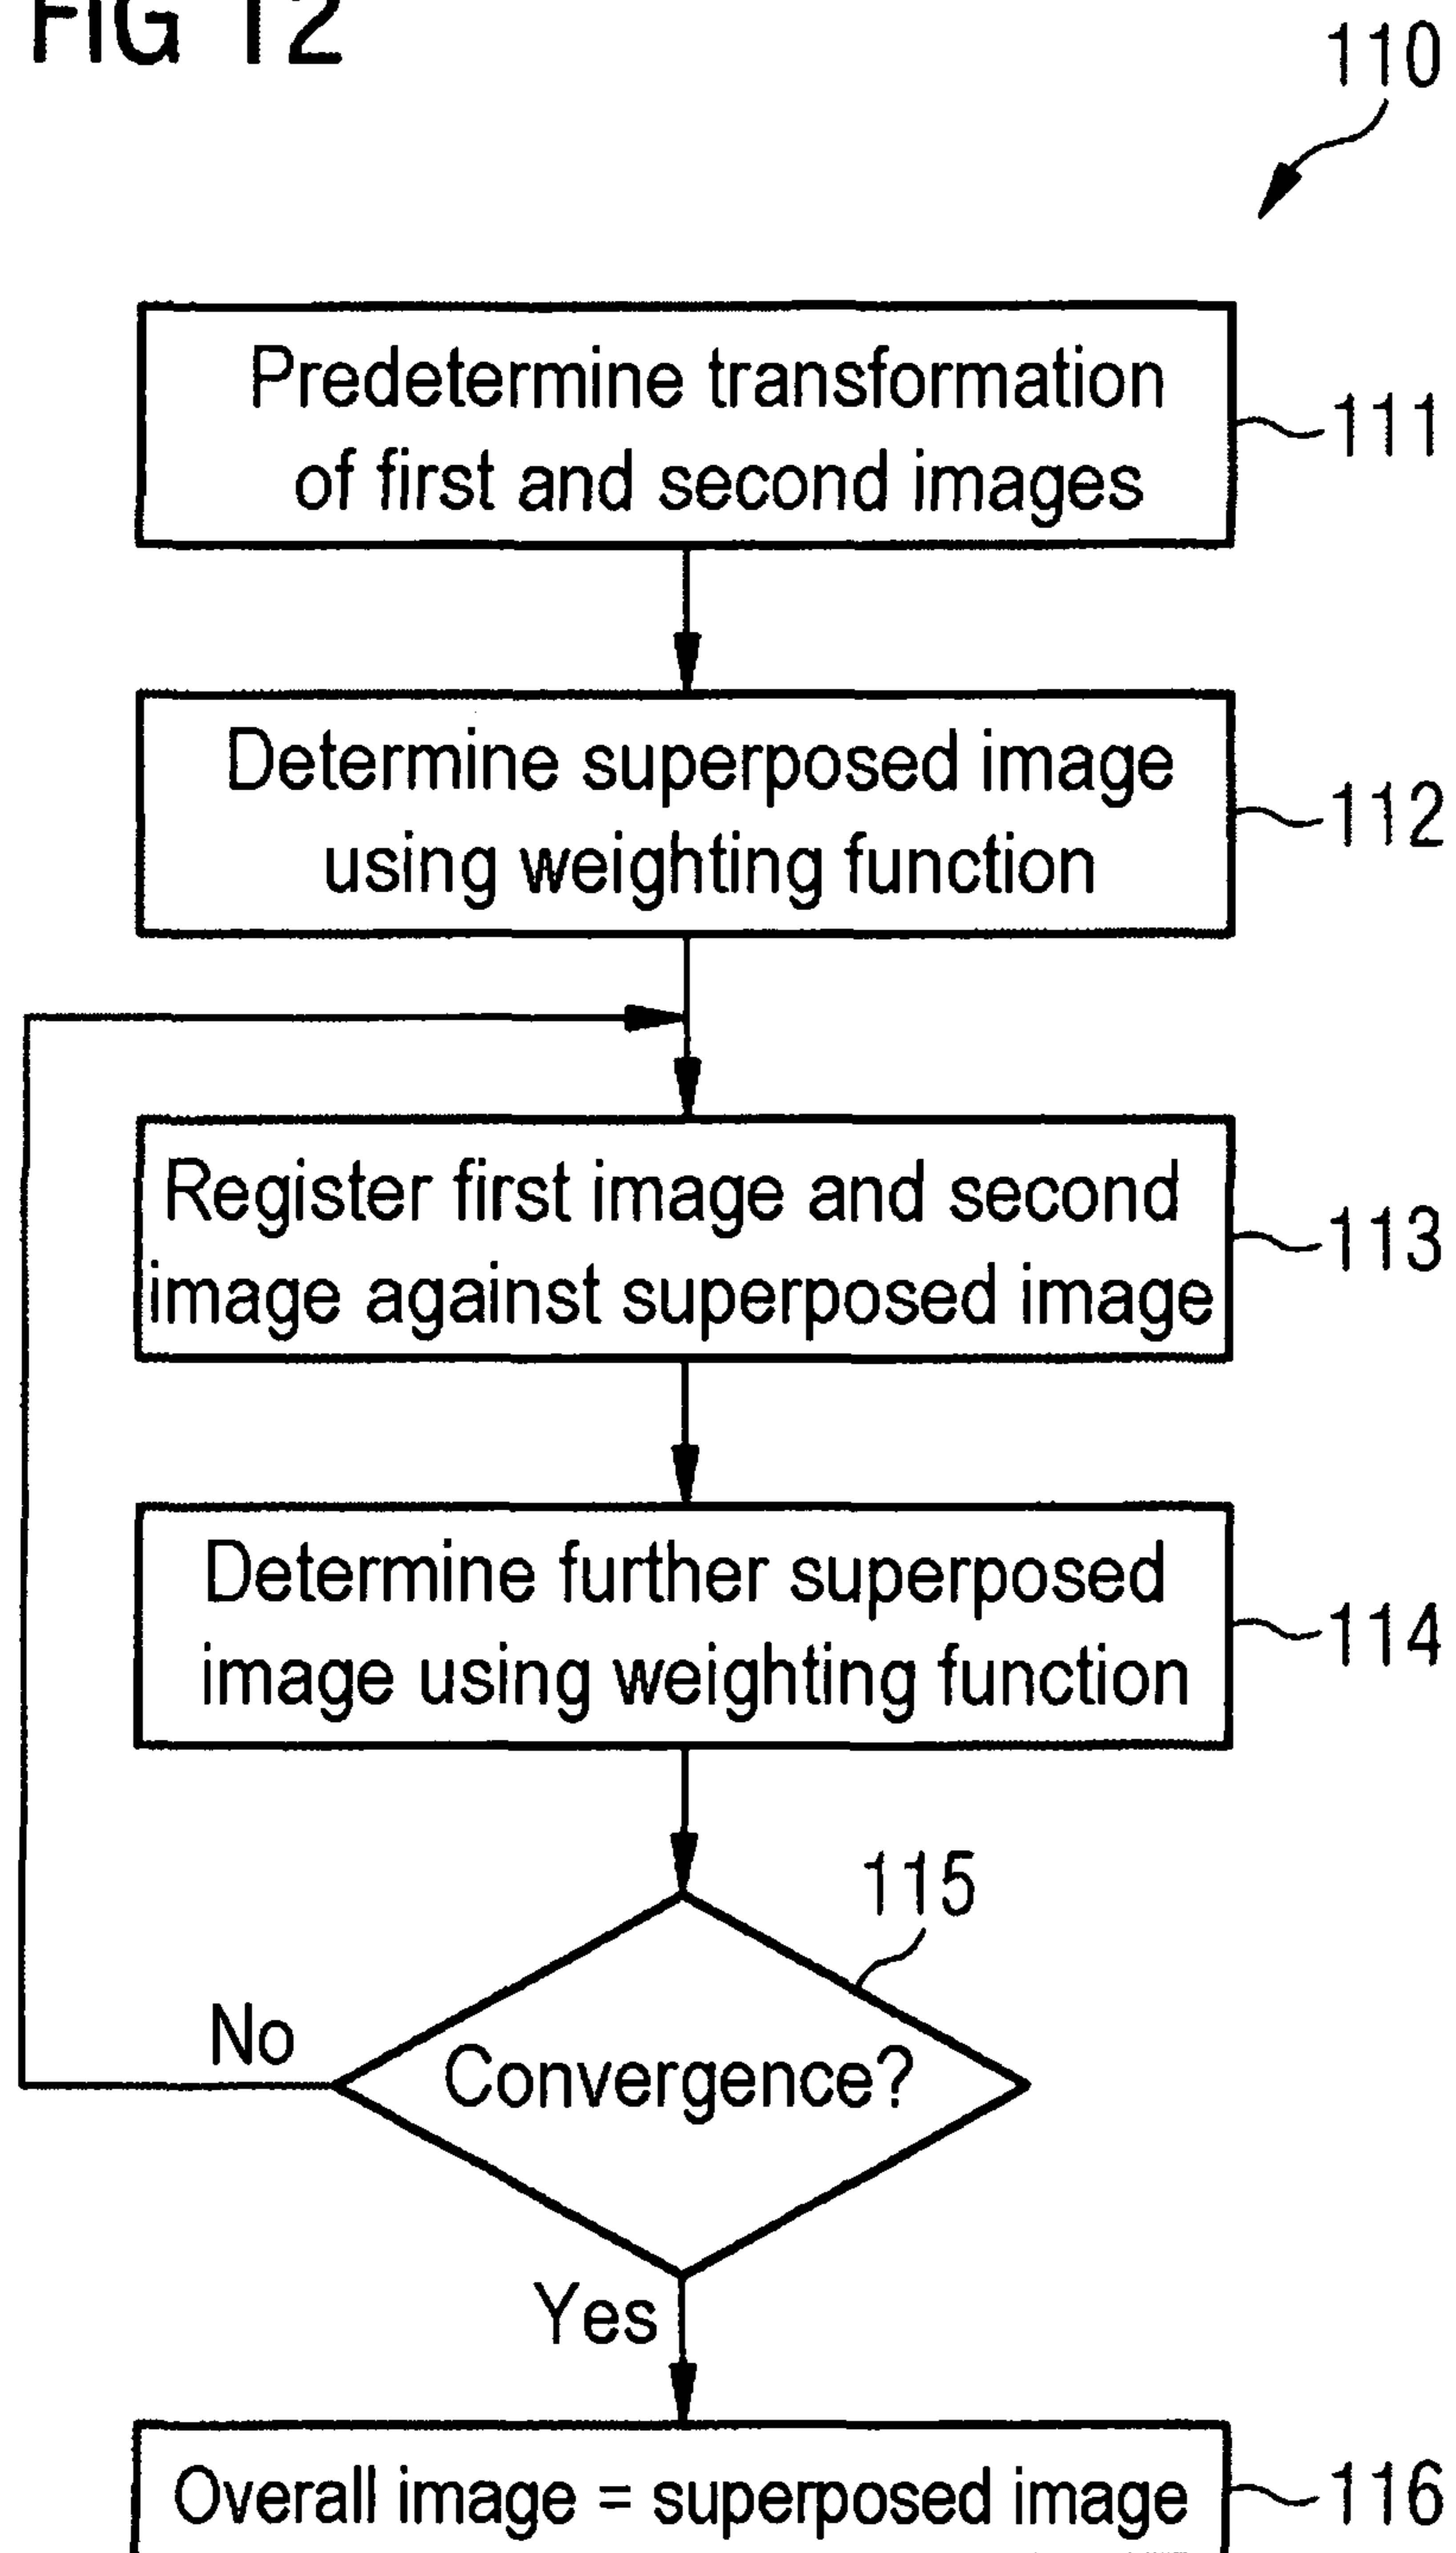 FIG 12
110
Predetermine transformation
of first and second images
111
Determine superposed image
using weighting function
112
Register first image and second
image against superposed image
113
Determine further superposed
image using weighting function
114
115
Convergence?
No
Yes
Overall image = superposed image
116